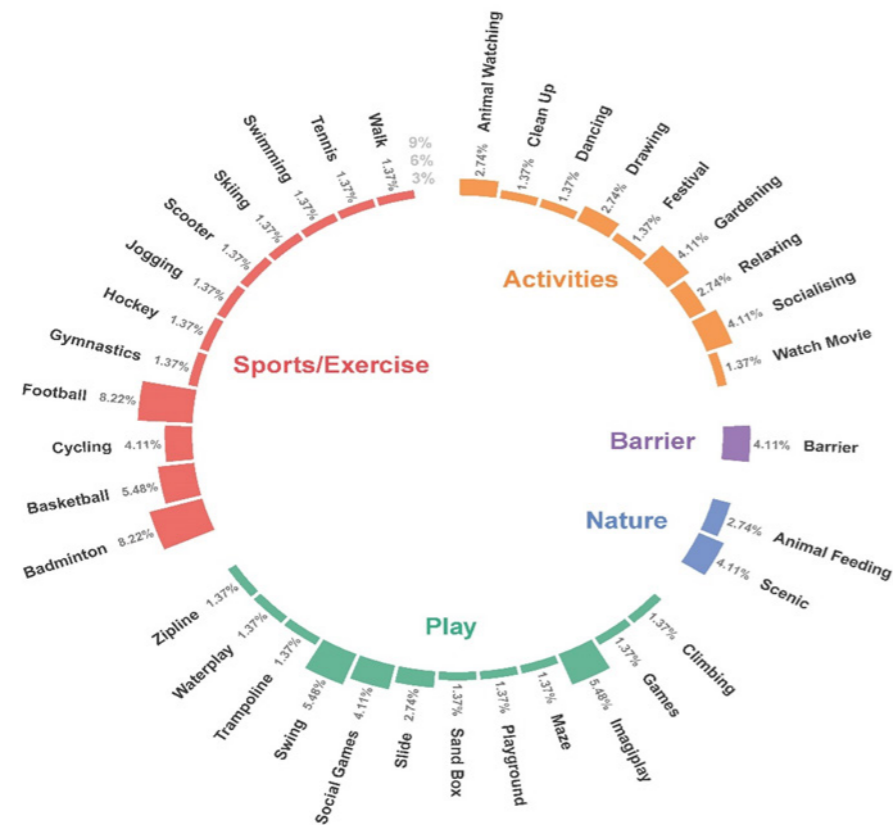 9%
6%
3%
Animal Watching
2.74%
Clean Up
1.37%
Dancing
1.37%
Drawing
2.74%
Festival
1.37%
Gardening
4.11%
Relaxing
2.74%
Socialising
4.11%
Watch Movie
1.37%
Activities
Barrier
4.11% Barrier
Nature
2.74% Animal Feeding
4.11% Scenic
Play
1.37% Climbing
1.37% Games
5.48% Imagiplay
1.37% Maze
1.37% Playground
1.37% Sand Box
2.74% Slide
4.11% Social Games
5.48% Swing
1.37% Trampoline
1.37% Waterplay
1.37% Zipline
Sports/Exercise
Badminton 8.22%
Basketball 5.48%
Cycling 4.11%
Football 8.22%
Gymnastics 1.37%
Hockey 1.37%
Jogging 1.37%
Scooter 1.37%
Skiing 1.37%
Swimming 1.37%
Tennis 1.37%
Walk 1.37%